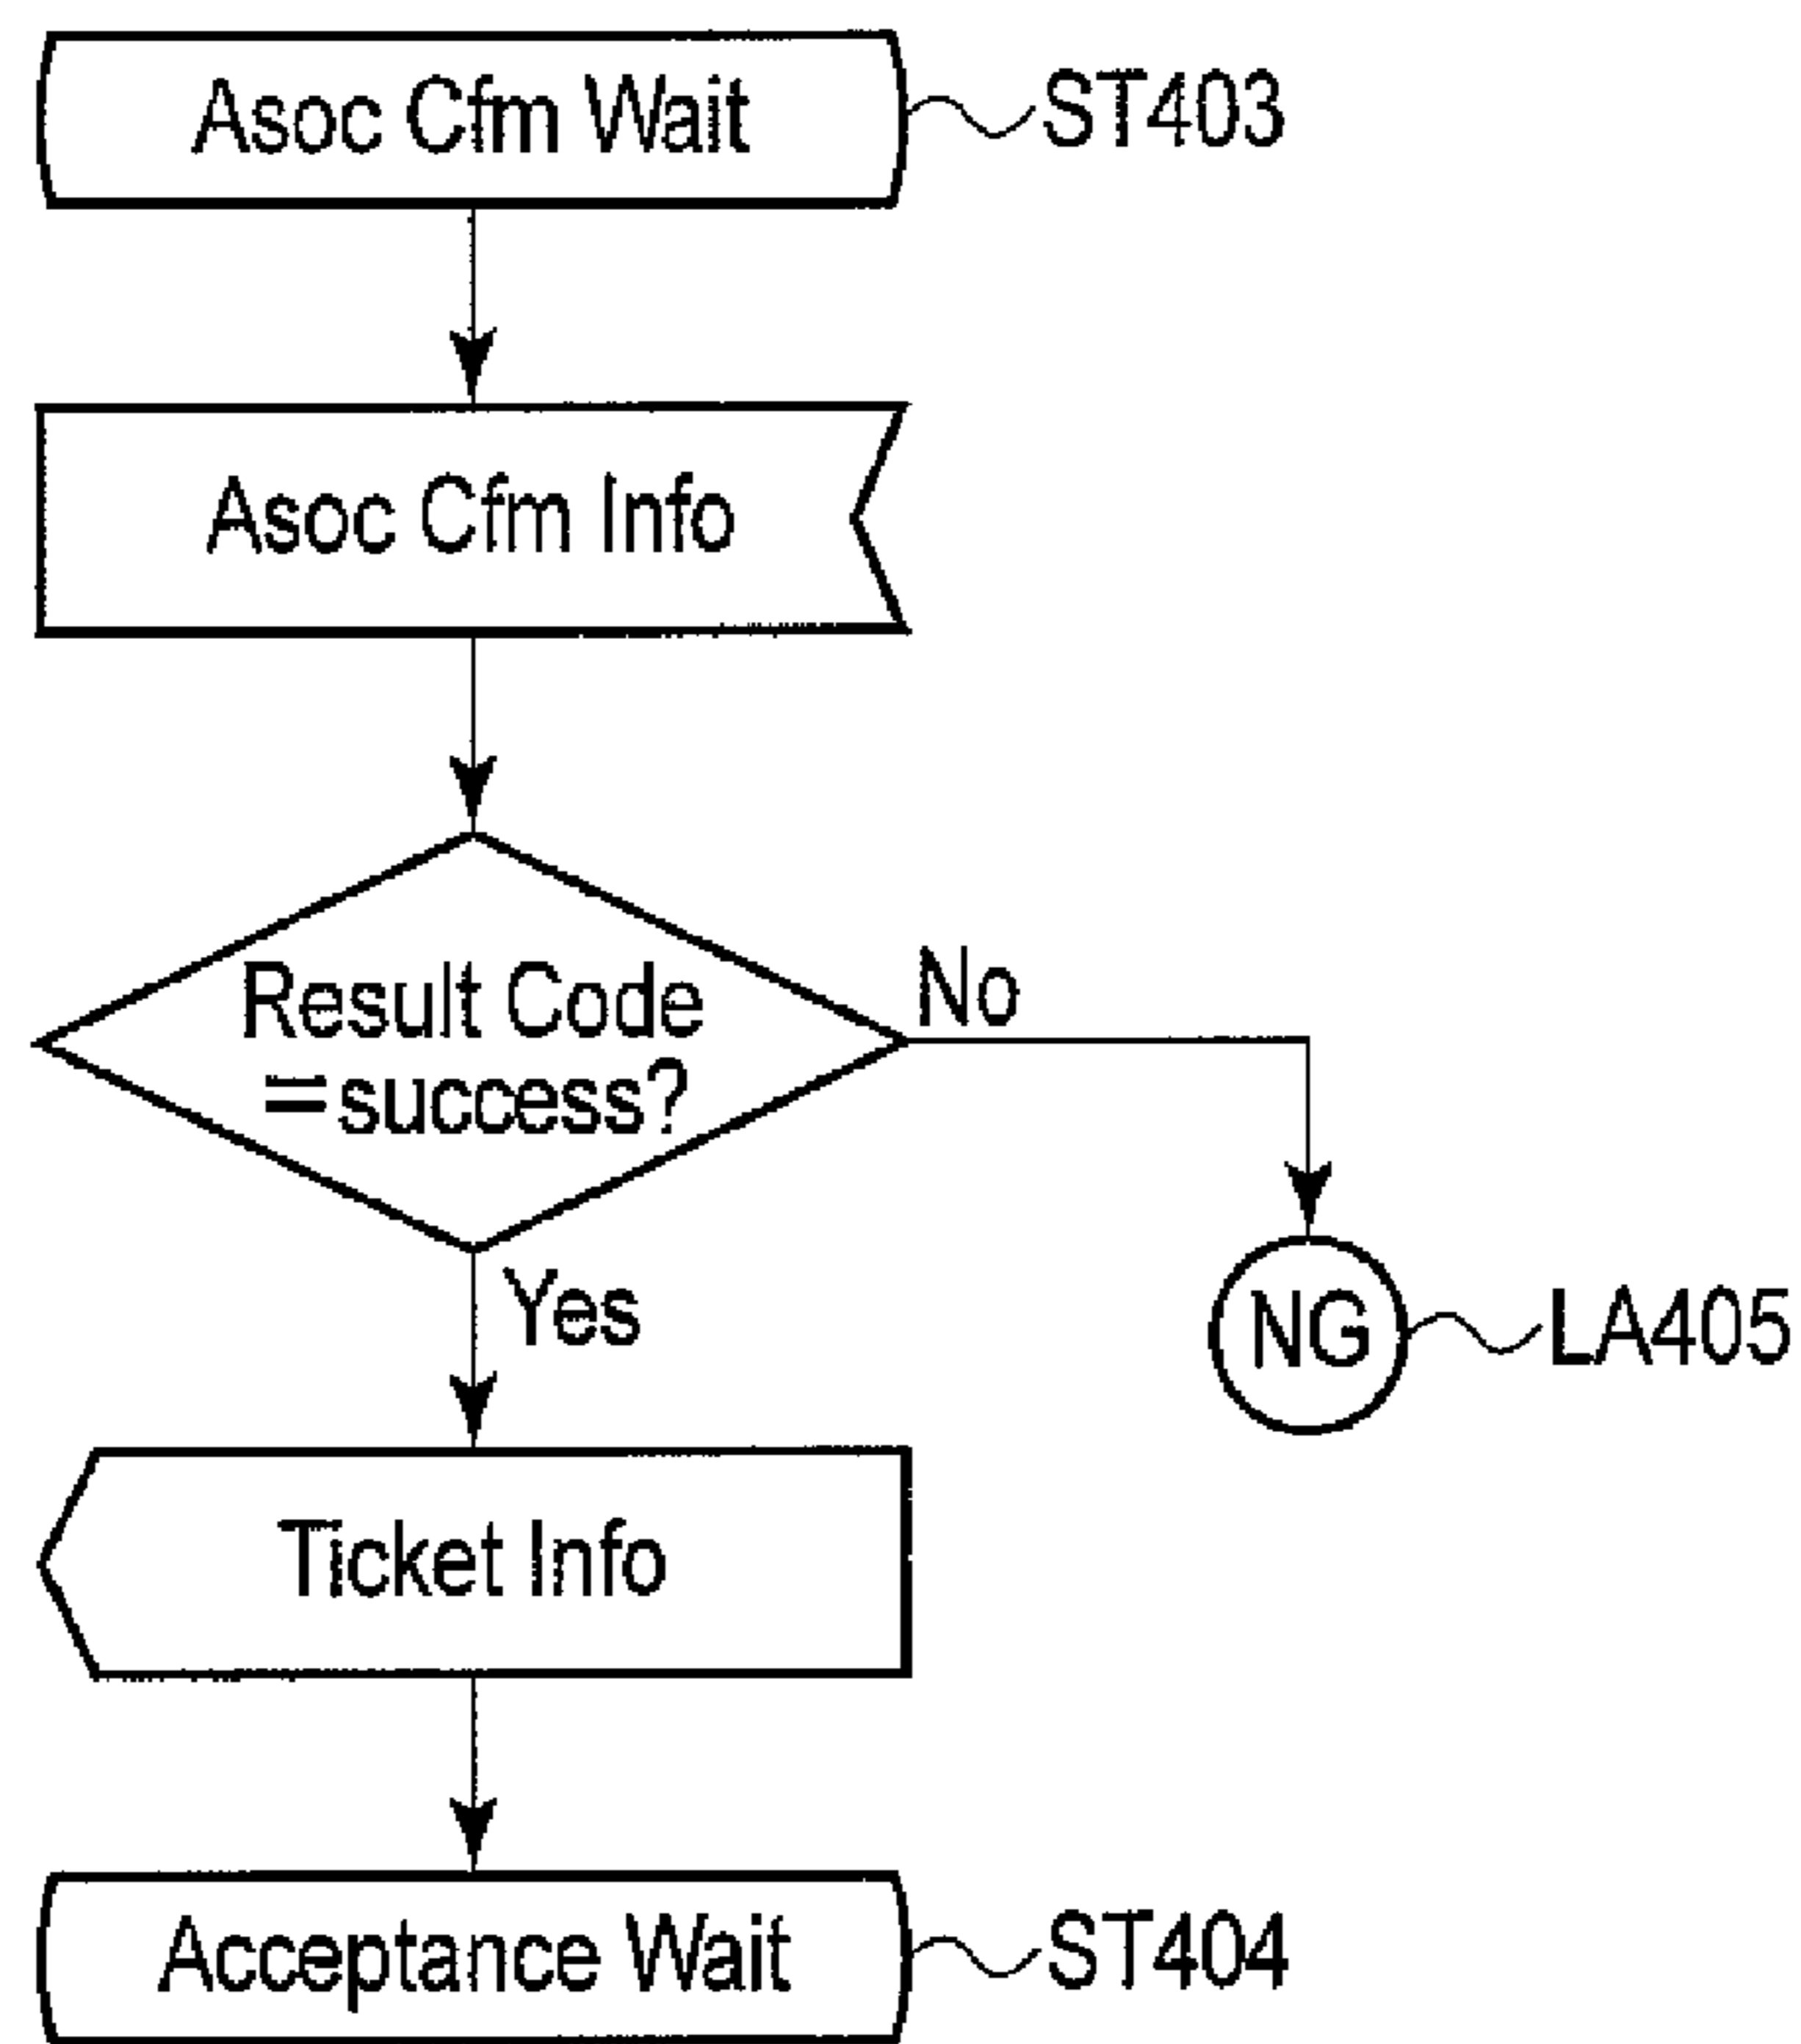 Asoc Cfm Wait
ST403
Asoc Cfm Info
Result Code
=success?
No
Yes
NG
LA405
Ticket Info
Acceptance Wait
ST404